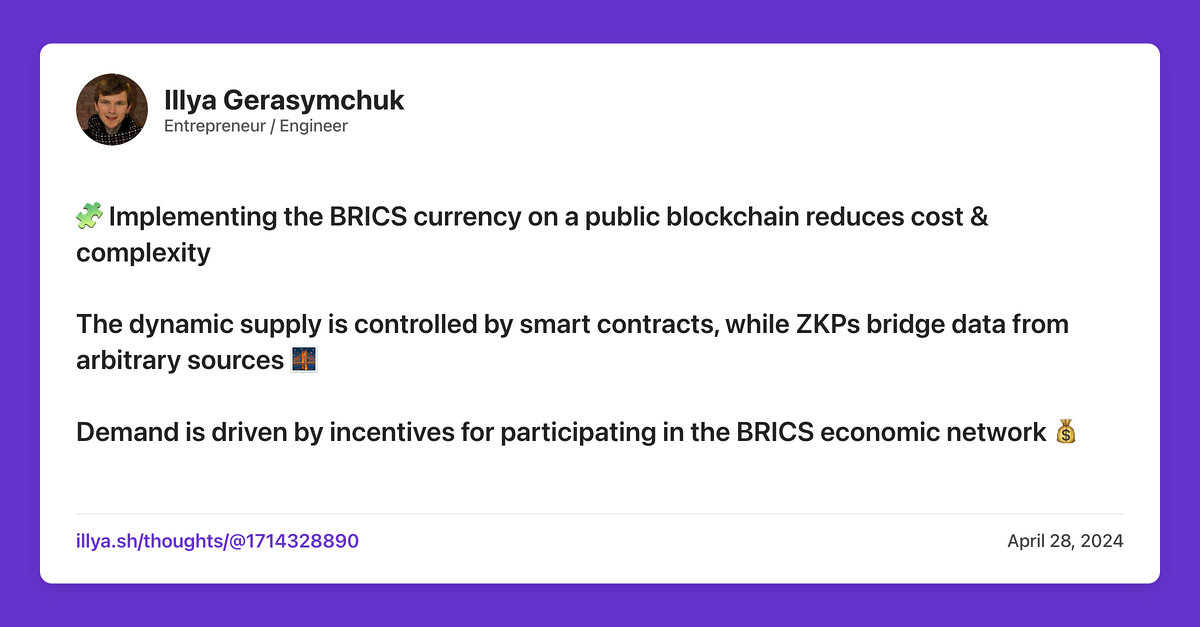 Illya Gerasymchuk
Entrepreneur / Engineer
🧩 Implementing the BRICS currency on a public blockchain reduces cost &
complexity
The dynamic supply is controlled by smart contracts, while ZKPs bridge data from
arbitrary sources 🌉
Demand is driven by incentives for participating in the BRICS economic network 💰
illya.sh/thoughts/@1714328890
April 28, 2024